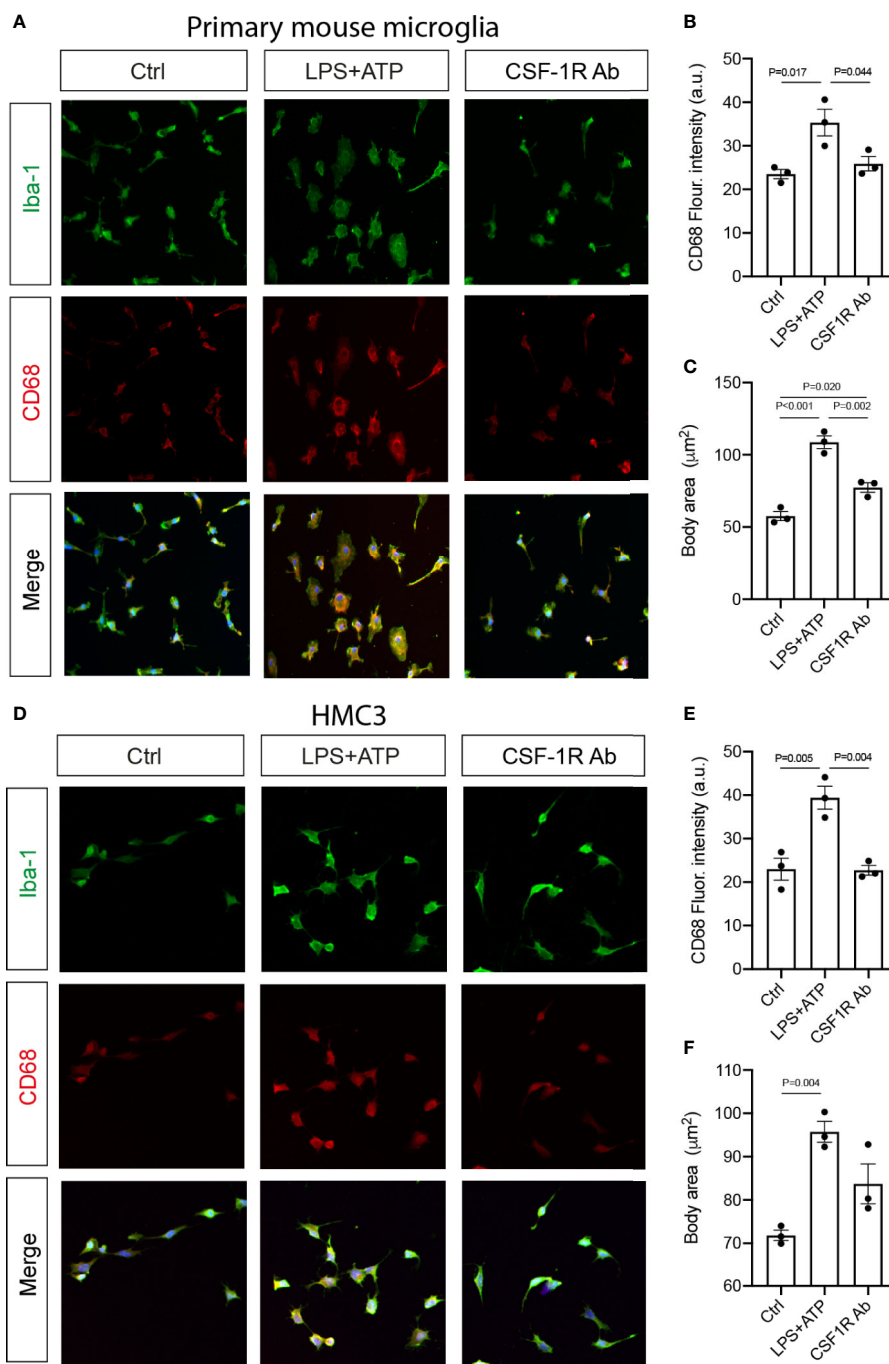 A
Primary mouse microglia
Ctrl
LPS+ATP
CSF-1R Ab
Iba-1
CD68
Merge
B
CD68 Flour. intensity (a.u.)
50
40
30
20
10
0
P=0.017
P=0.044
Ctrl
LPS+ATP
CSF1R Ab
C
Body area (μm²)
150
100
50
0
P=0.020
P<0.001
P=0.002
Ctrl
LPS+ATP
CSF1R Ab
D
HMC3
Ctrl
LPS+ATP
CSF-1R Ab
Iba-1
CD68
Merge
E
CD68 Fluor. intensity (a.u.)
50
40
30
20
10
0
P=0.005
P=0.004
Ctrl
LPS+ATP
CSF1R Ab
F
Body area (μm²)
110
100
90
80
70
60
P=0.004
Ctrl
LPS+ATP
CSF1R Ab